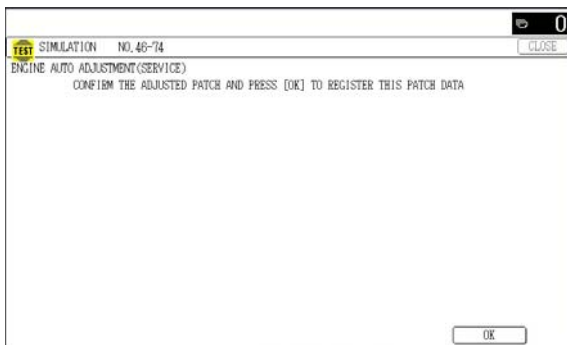 0
TEST SIMULATION NO.46-74 CLOSE
ENGINE AUTO ADJUSTMENT(SERVICE)
CONFIRM THE ADJUSTED PATCH AND PRESS [OK] TO REGISTER THIS PATCH DATA
OK